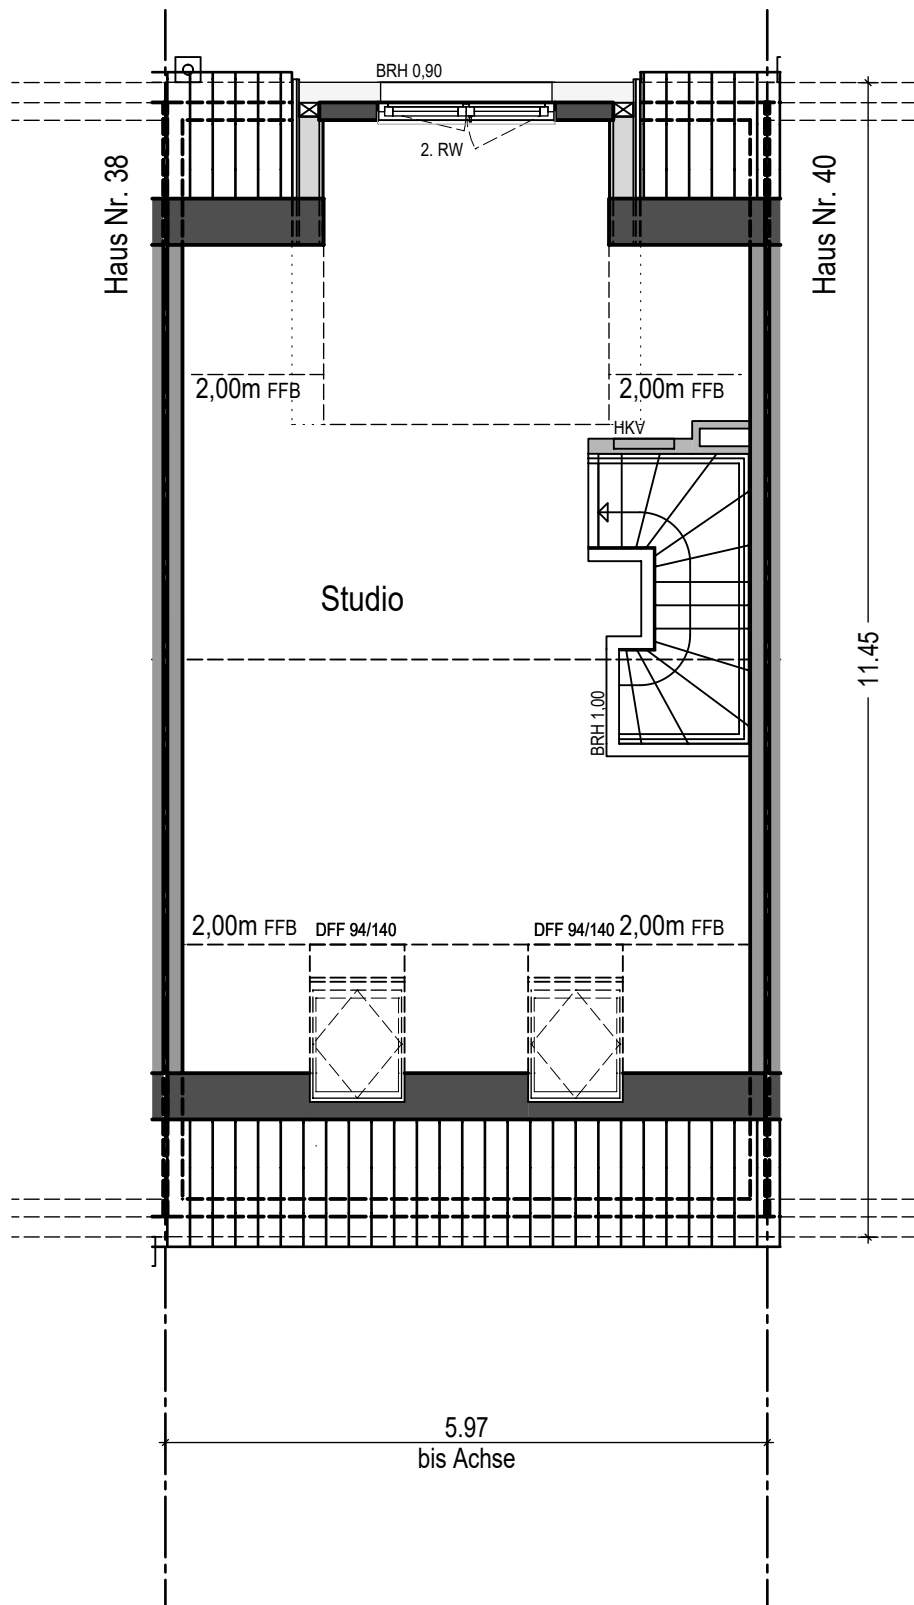 BRH 0,90
2. RW
Haus Nr. 38
Haus Nr. 40
2,00m FFB
2,00m FFB
HKV
Studio
11.45
BRH 1,00
2,00m FFB
DFF 94/140
DFF 94/140
2,00m FFB
5.97
bis Achse